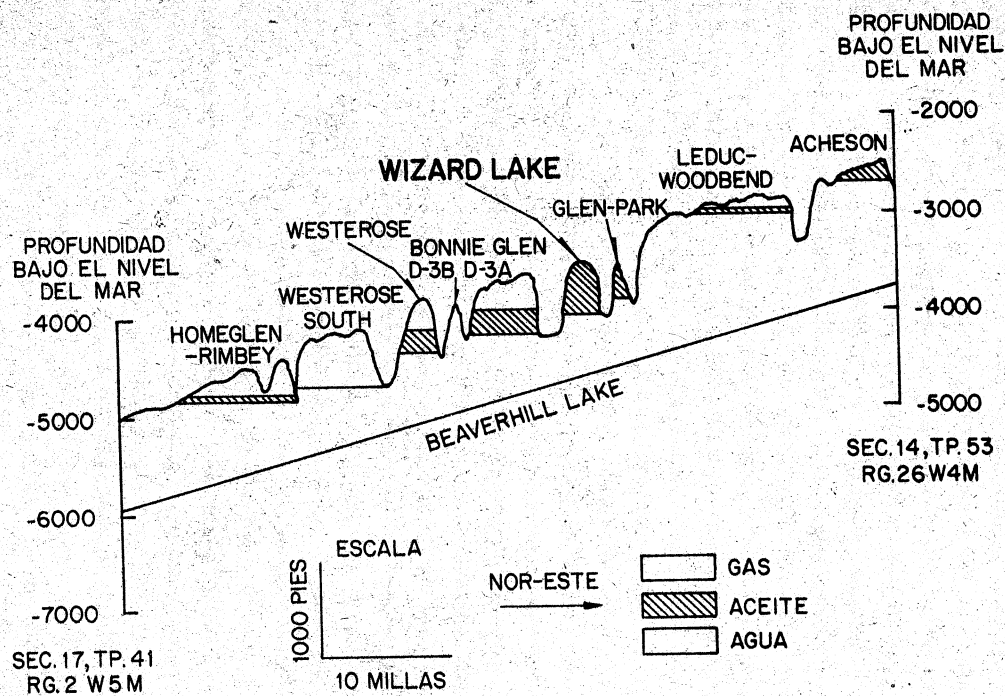 PROFUNDIDAD
BAJO EL NIVEL
DEL MAR
-2000
-3000
-4000
-5000
SEC.14, TP. 53
RG.26 W4M
ACHESON
LEDUC-
WOODBEND
WIZARD LAKE
GLEN-PARK
WESTEROSE
BONNIE GLEN
D-3B D-3A
WESTEROSE
SOUTH
HOMEGLEN
-RIMBEY
PROFUNDIDAD
BAJO EL NIVEL
DEL MAR
-4000
-5000
-6000
-7000
SEC. 17, TP. 41
RG. 2 W5M
BEAVERHILL LAKE
ESCALA
1000 PIES
10 MILLAS
NOR-ESTE
GAS
ACEITE
AGUA